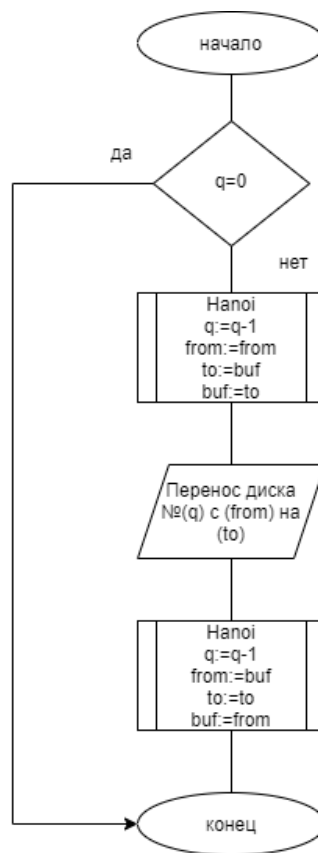 начало
да
q=0
нет
Hanoi
q:=q-1
from:=from
to:=buf
buf:=to
Перенос диска
№(q) с (from) на
(to)
Hanoi
q:=q-1
from:=buf
to:=to
buf:=from
конец